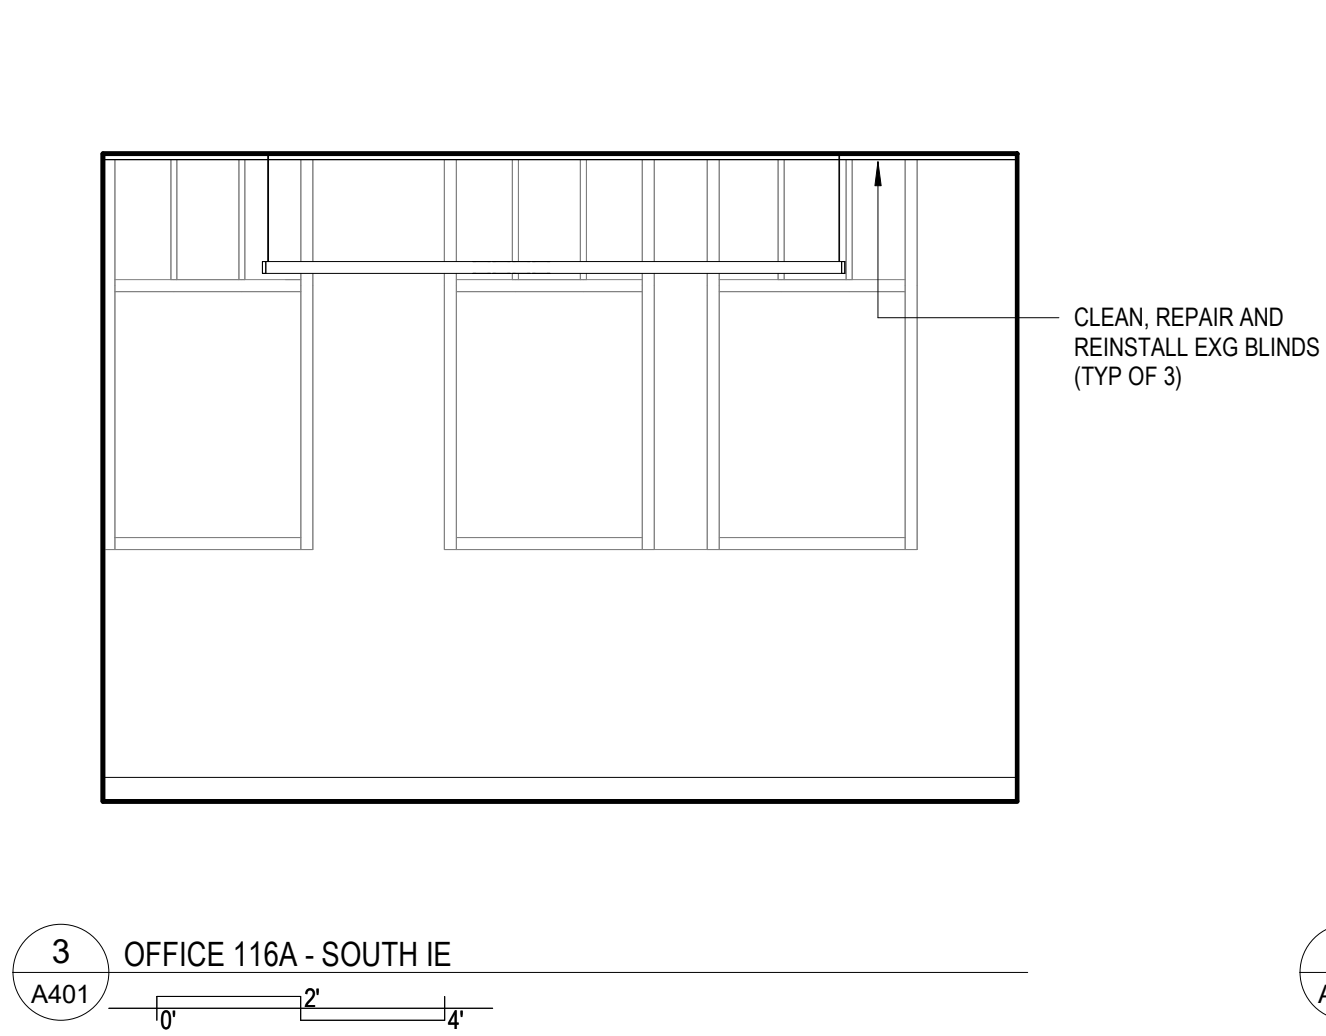 CLEAN, REPAIR AND
REINSTALL EXG BLINDS
(TYP OF 3)
3
OFFICE 116A - SOUTH IE
A401
0'
2'
4'